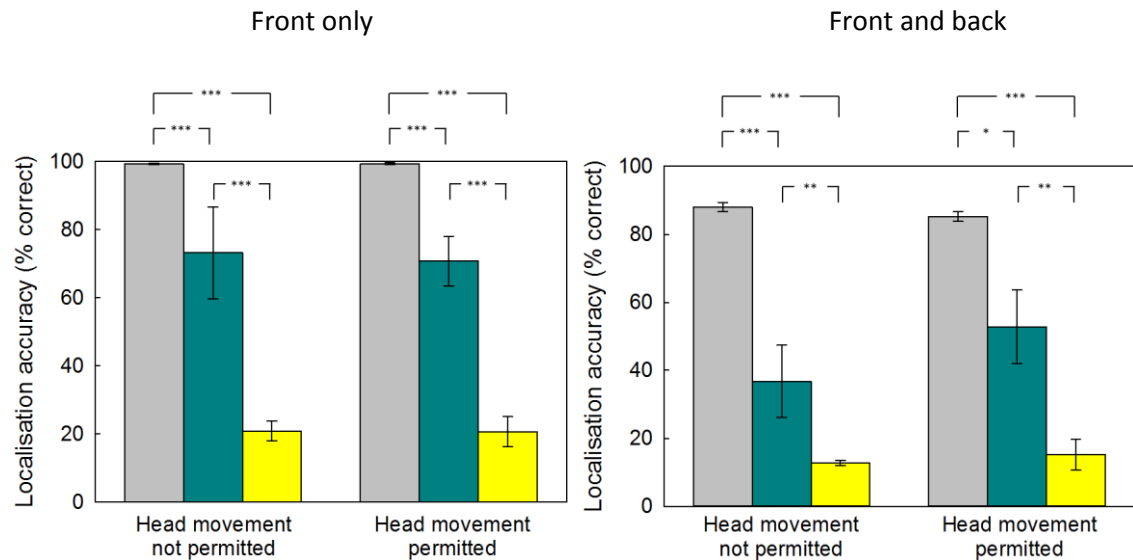 Front only
Front and back
***
***
***
***
***
***
***
***
***
*
**
**
Localisation accuracy (% correct)
100
80
60
40
20
0
Head movement
not permitted
Head movement
permitted
Localisation accuracy (% correct)
100
80
60
40
20
0
Head movement
not permitted
Head movement
permitted